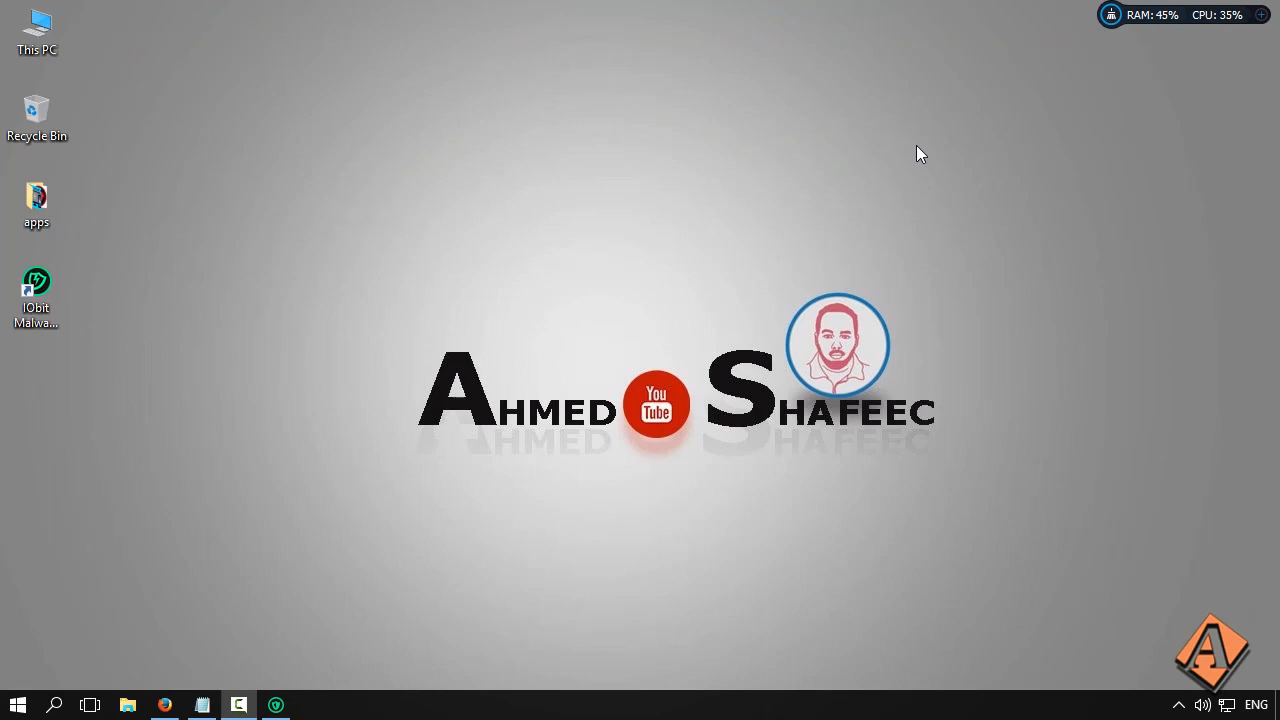 This PC
RAM: 45% CPU: 35%
Recycle Bin
apps
IObit
Malwa...
AHMED You Tube SHAFEEC
A
ENG